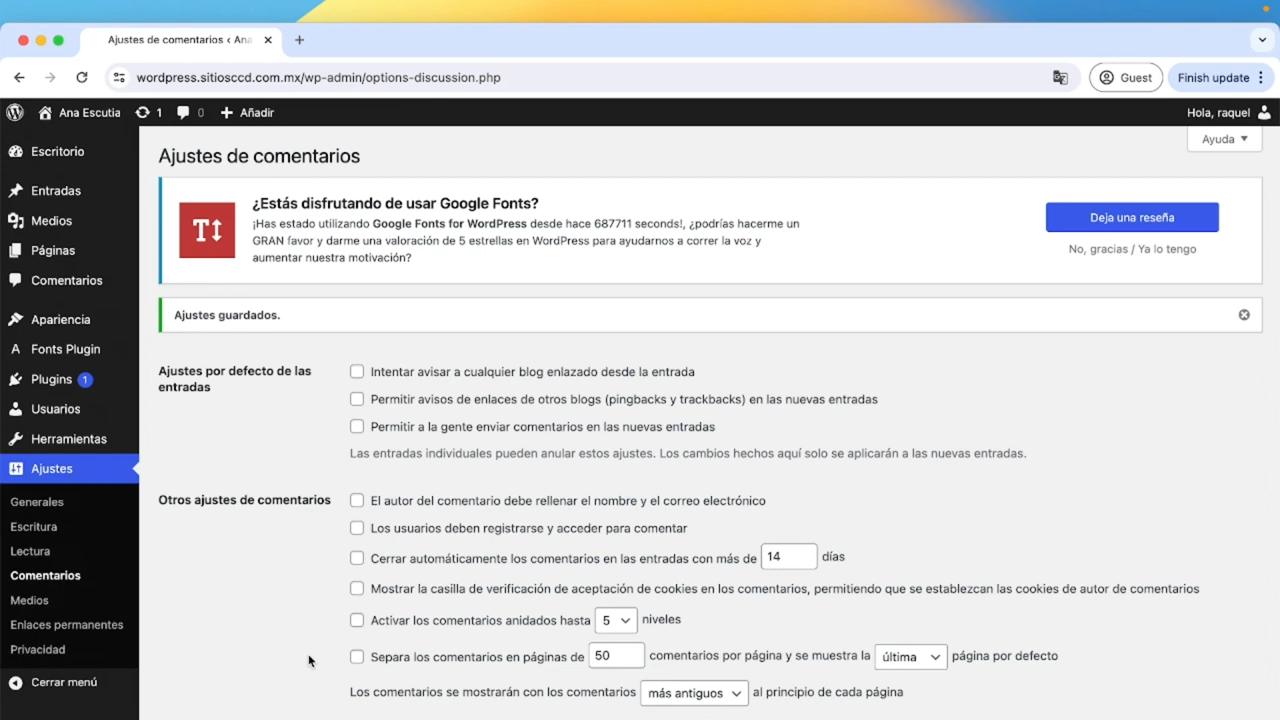 Ajustes de comentarios ‹ Ana
wordpress.sitiosccd.com.mx/wp-admin/options-discussion.php
Guest
Finish update
Ana Escutia
1
0
Añadir
Hola, raquel
Escritorio
Entradas
Medios
Páginas
Comentarios
Apariencia
Fonts Plugin
Plugins 1
Usuarios
Herramientas
Ajustes
Generales
Escritura
Lectura
Comentarios
Medios
Enlaces permanentes
Privacidad
Cerrar menú
Ayuda
Ajustes de comentarios
¿Estás disfrutando de usar Google Fonts?
¡Has estado utilizando Google Fonts for WordPress desde hace 687711 seconds!, ¿podrías hacerme un
GRAN favor y darme una valoración de 5 estrellas en WordPress para ayudarnos a correr la voz y
aumentar nuestra motivación?
Deja una reseña
No, gracias / Ya lo tengo
Ajustes guardados.
Ajustes por defecto de las
entradas
Intentar avisar a cualquier blog enlazado desde la entrada
Permitir avisos de enlaces de otros blogs (pingbacks y trackbacks) en las nuevas entradas
Permitir a la gente enviar comentarios en las nuevas entradas
Las entradas individuales pueden anular estos ajustes. Los cambios hechos aquí solo se aplicarán a las nuevas entradas.
Otros ajustes de comentarios
El autor del comentario debe rellenar el nombre y el correo electrónico
Los usuarios deben registrarse y acceder para comentar
Cerrar automáticamente los comentarios en las entradas con más de 14 días
Mostrar la casilla de verificación de aceptación de cookies en los comentarios, permitiendo que se establezcan las cookies de autor de comentarios
Activar los comentarios anidados hasta 5 niveles
Separa los comentarios en páginas de 50 comentarios por página y se muestra la última página por defecto
Los comentarios se mostrarán con los comentarios más antiguos al principio de cada página